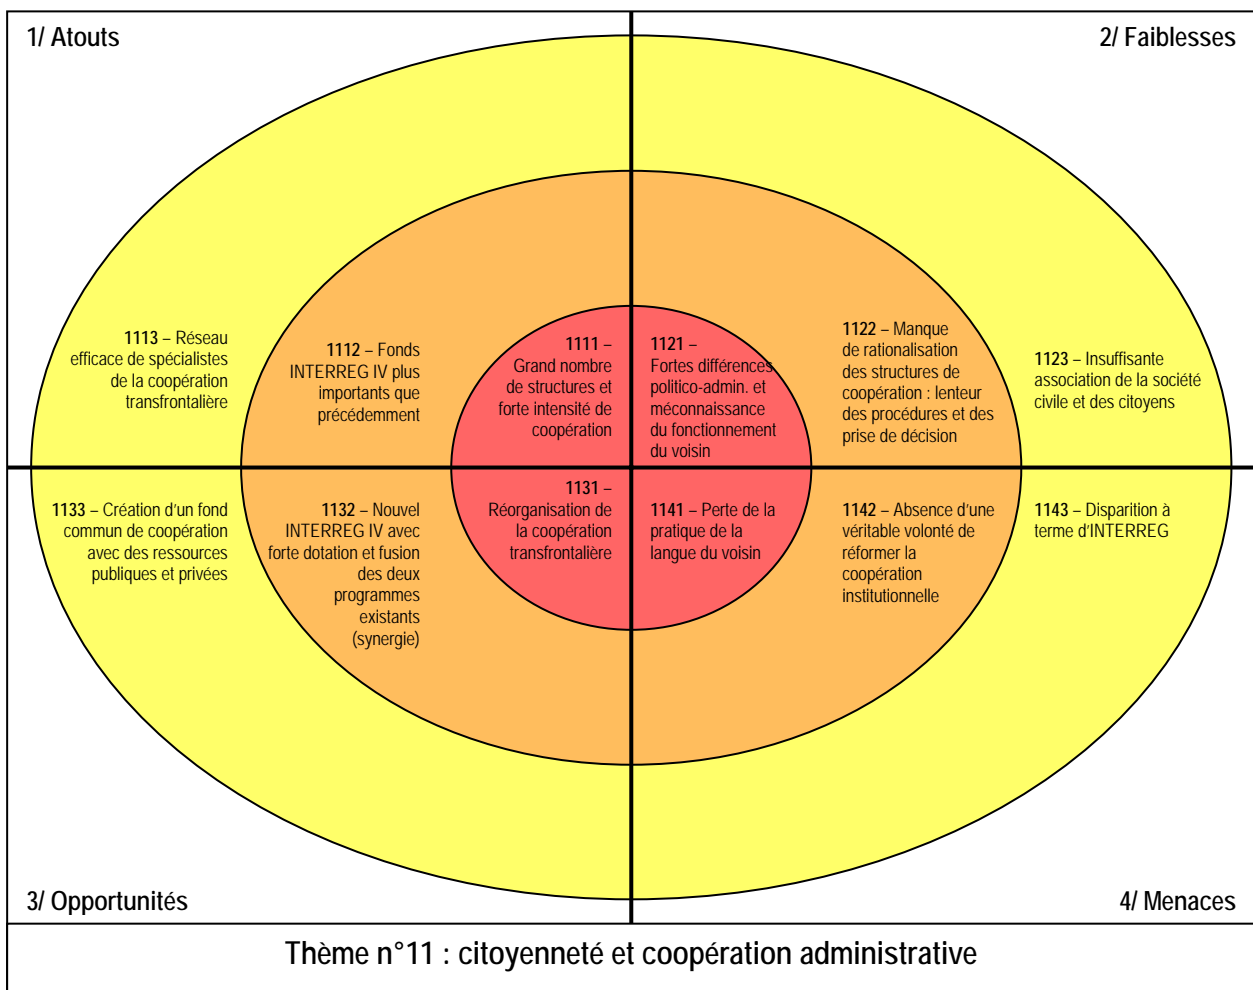 1/ Atouts
2/ Faiblesses
1113 – Réseau
efficace de spécialistes
de la coopération
transfrontalière
1112 – Fonds
INTERREG IV plus
importants que
précédemment
1111 –
Grand nombre
de structures et
forte intensité de
coopération
1121 –
Fortes différences
politico-admin. et
méconnaissance
du fonctionnement
du voisin
1122 – Manque
de rationalisation
des structures de
coopération : lenteur
des procédures et des
prise de décision
1123 – Insuffisante
association de la société
civile et des citoyens
1133 – Création d'un fond
commun de coopération
avec des ressources
publiques et privées
1132 – Nouvel
INTERREG IV avec
forte dotation et fusion
des deux
programmes
existants
(synergie)
1131 –
Réorganisation de
la coopération
transfrontalière
1141 – Perte de la
pratique de la
langue du voisin
1142 – Absence d'une
véritable volonté de
réformer la
coopération
institutionnelle
1143 – Disparition à
terme d'INTERREG
3/ Opportunités
4/ Menaces
Thème n°11 : citoyenneté et coopération administrative